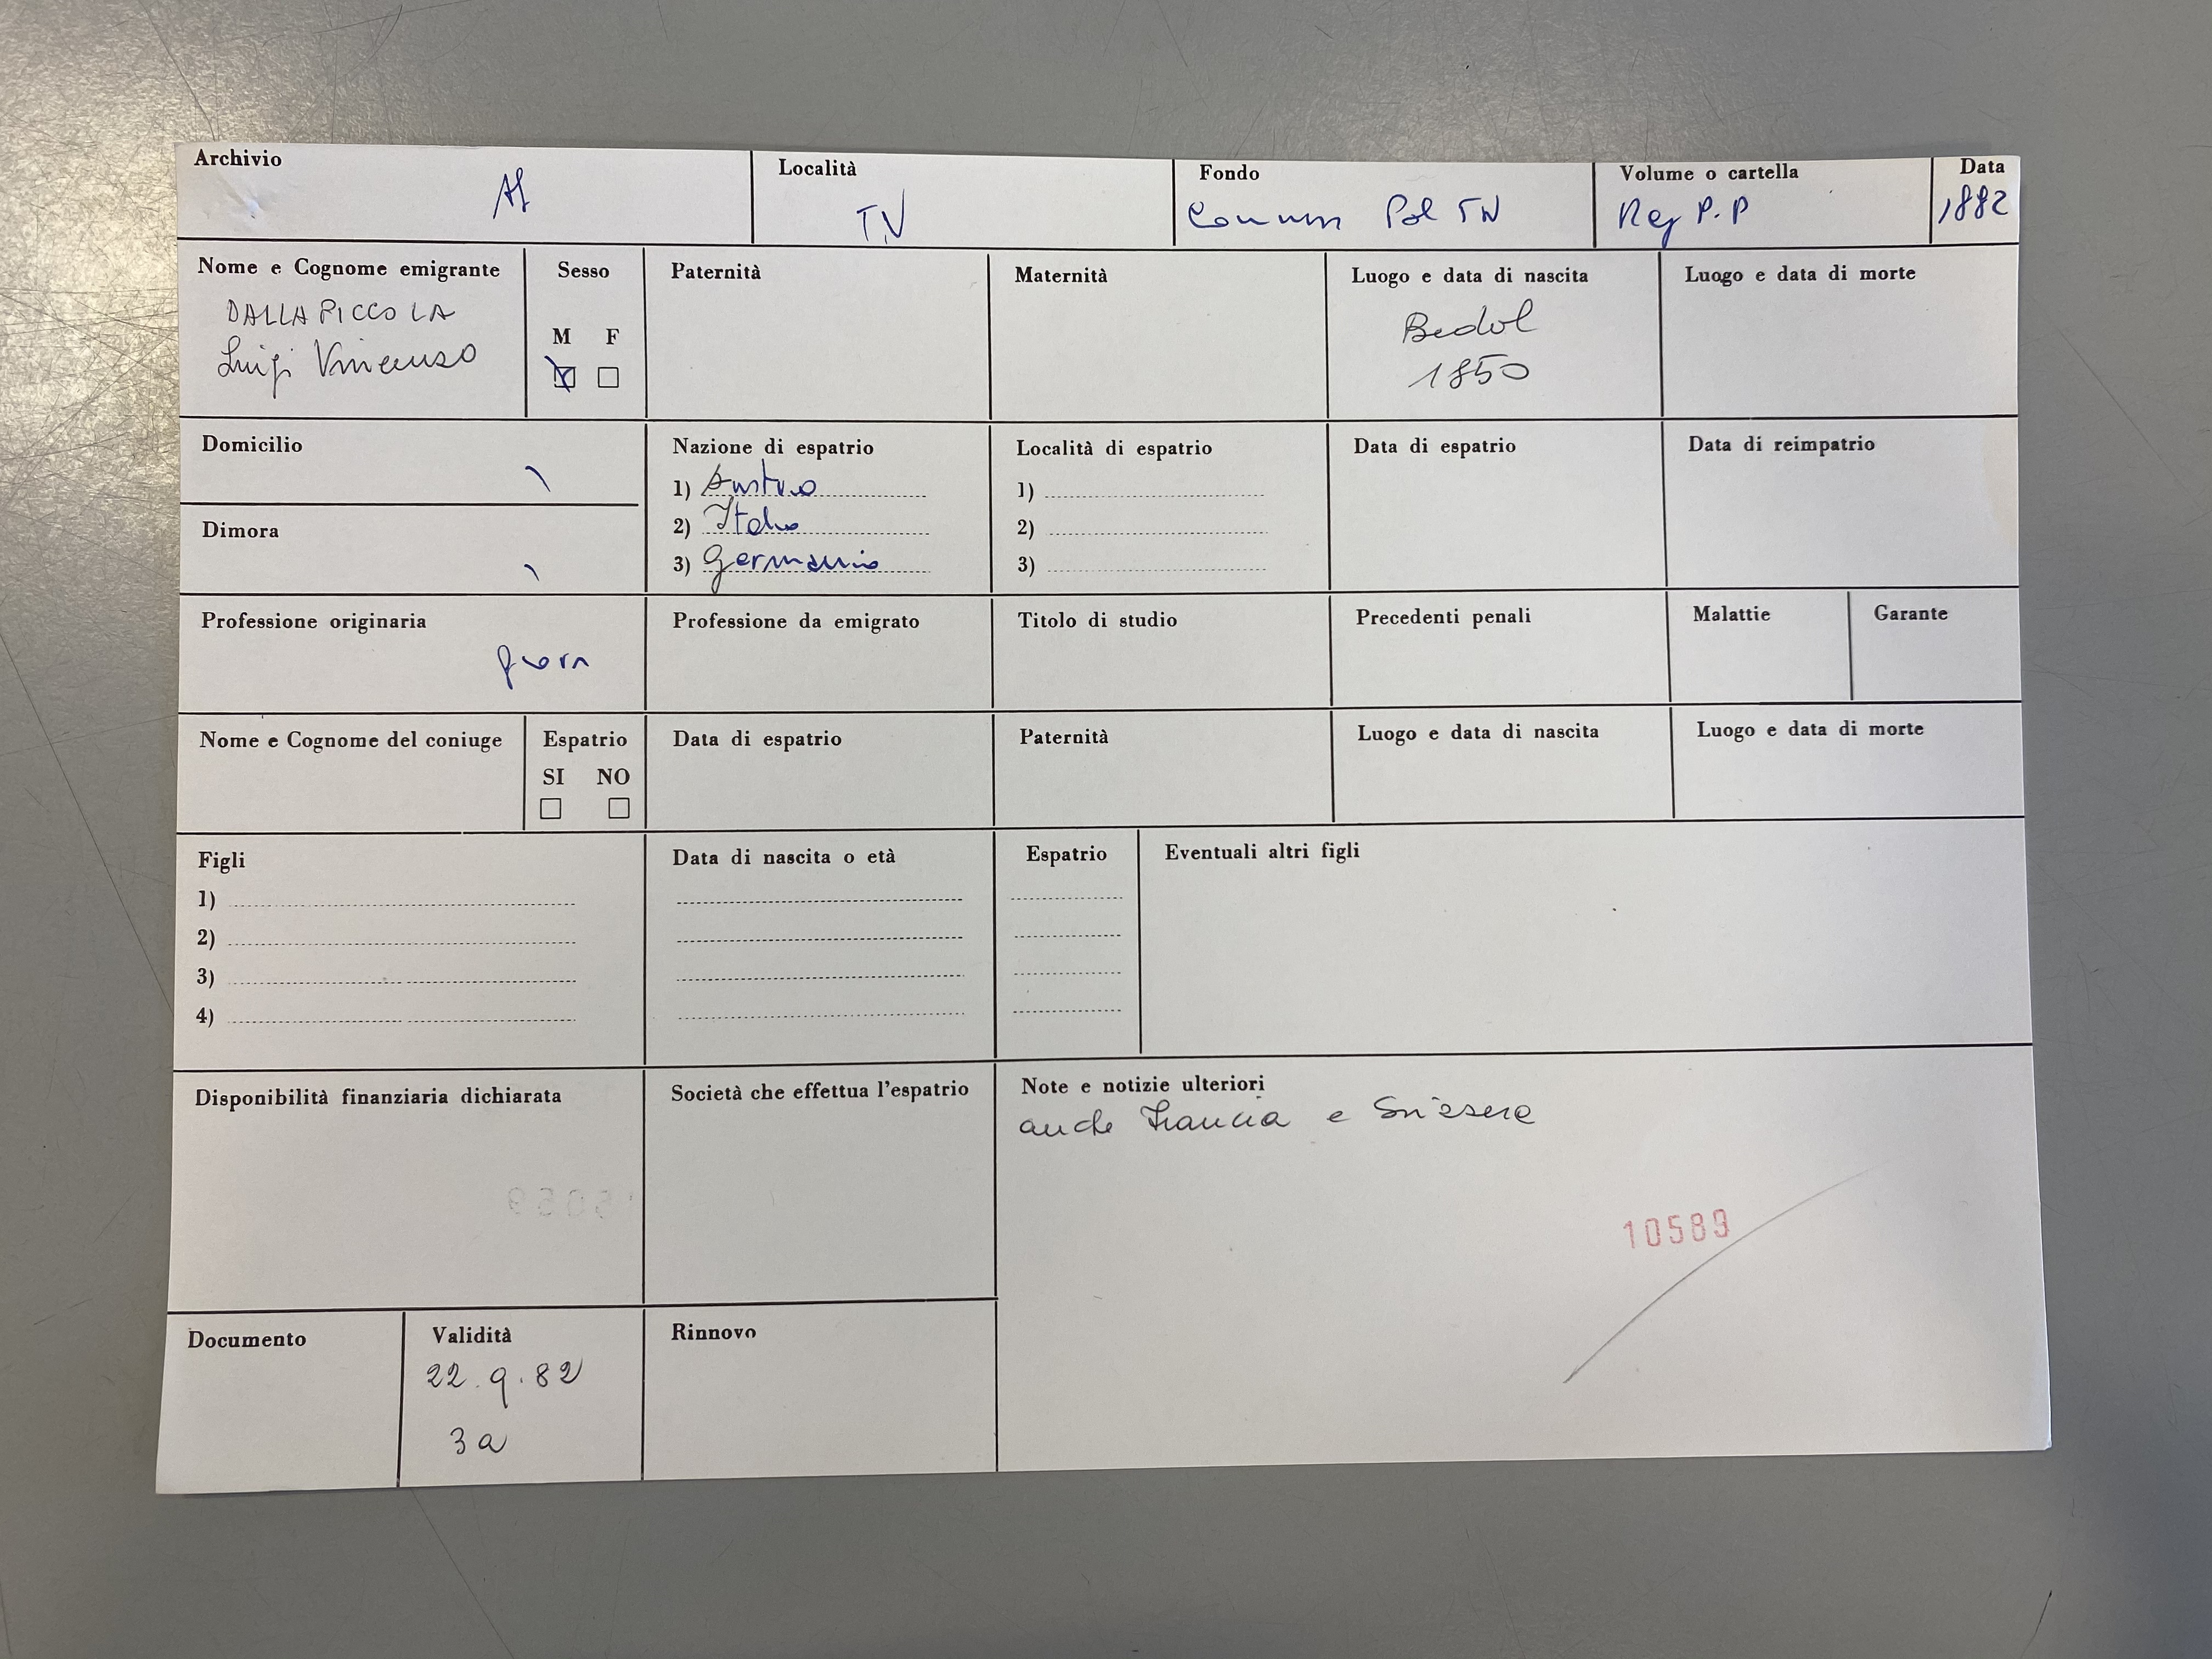 Archivio
Località
Fondo
Volume o cartella
Data
TN
Comm Pol TN
Reg P.P
1882
Nome e Cognome emigrante
Sesso
Paternità
Maternità
Luogo e data di nascita
Luogo e data di morte
DALLAPICCOLA
Luigi Vincenzo
M F
Bedol
1850
Domicilio
Nazione di espatrio
Località di espatrio
Data di espatrio
Data di reimpatrio
1) Austria
2) Italia
3) Germania
1)
2)
3)
Dimora
Professione originaria
Professione da emigrato
Titolo di studio
Precedenti penali
Malattie
Garante
Nome e Cognome del coniuge
Espatrio
SI NO
Data di espatrio
Paternità
Luogo e data di nascita
Luogo e data di morte
Figli
Data di nascita o età
Espatrio
Eventuali altri figli
1)
2)
3)
4)
Disponibilità finanziaria dichiarata
Società che effettua l'espatrio
Note e notizie ulteriori
anche Francia e Svizzera
10589
Documento
Validità
Rinnovo
22.9.82
3a